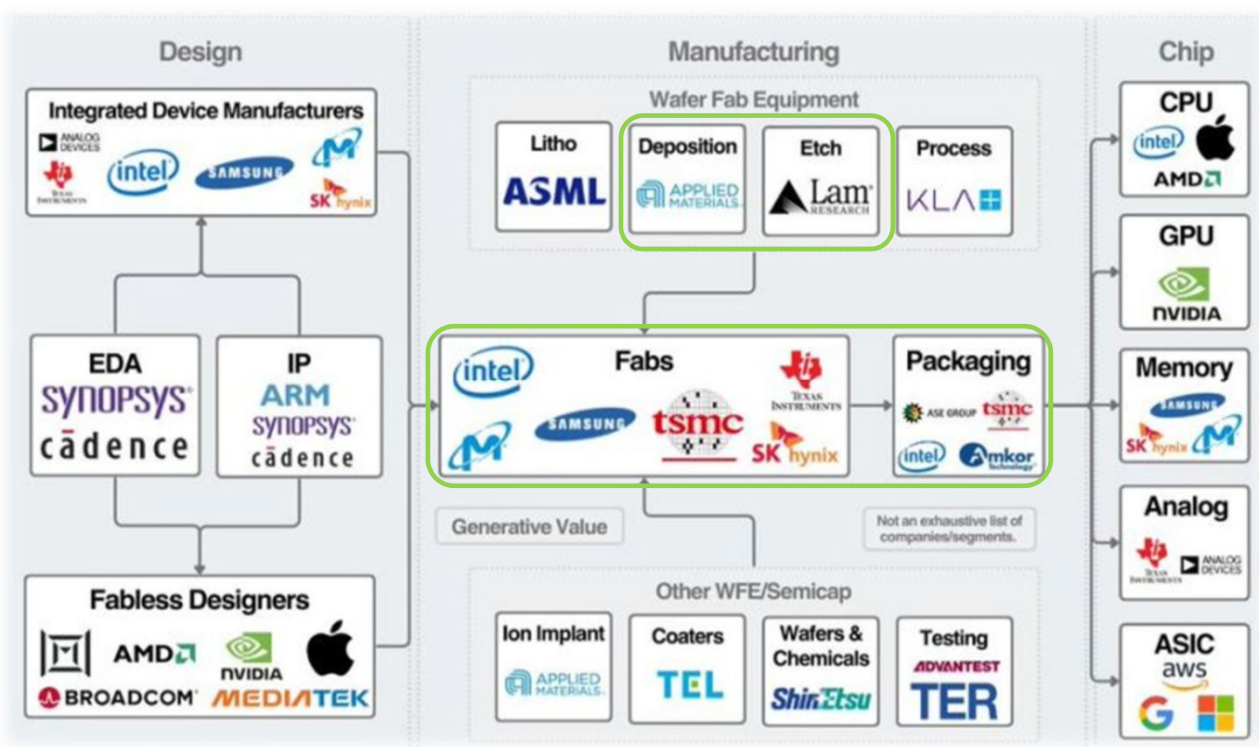 Design
Manufacturing
Chip
Integrated Device Manufacturers
ANALOG
DEVICES
TEXAS
INSTRUMENTS
intel
SAMSUNG
SK hynix
EDA
SYNOPSYS
cādence
IP
ARM
SYNOPSYS
cādence
Fabless Designers
AMD
NVIDIA
BROADCOM
MEDIATEK
Wafer Fab Equipment
Litho
ASML
Deposition
APPLIED
MATERIALS
Etch
Lam
RESEARCH
Process
KLA
Fabs
intel
SAMSUNG
tsmc
TEXAS
INSTRUMENTS
SK hynix
Packaging
ASE GROUP
tsmc
intel
Amkor
Technology
Generative Value
Not an exhaustive list of
companies/segments.
Other WFE/Semicap
Ion Implant
APPLIED
MATERIALS
Coaters
TEL
Wafers &
Chemicals
ShinEtsu
Testing
ADVANTEST
TER
CPU
intel
AMD
GPU
NVIDIA
Memory
SAMSUNG
SK hynix
Analog
TEXAS
INSTRUMENTS
ANALOG
DEVICES
ASIC
aws
G